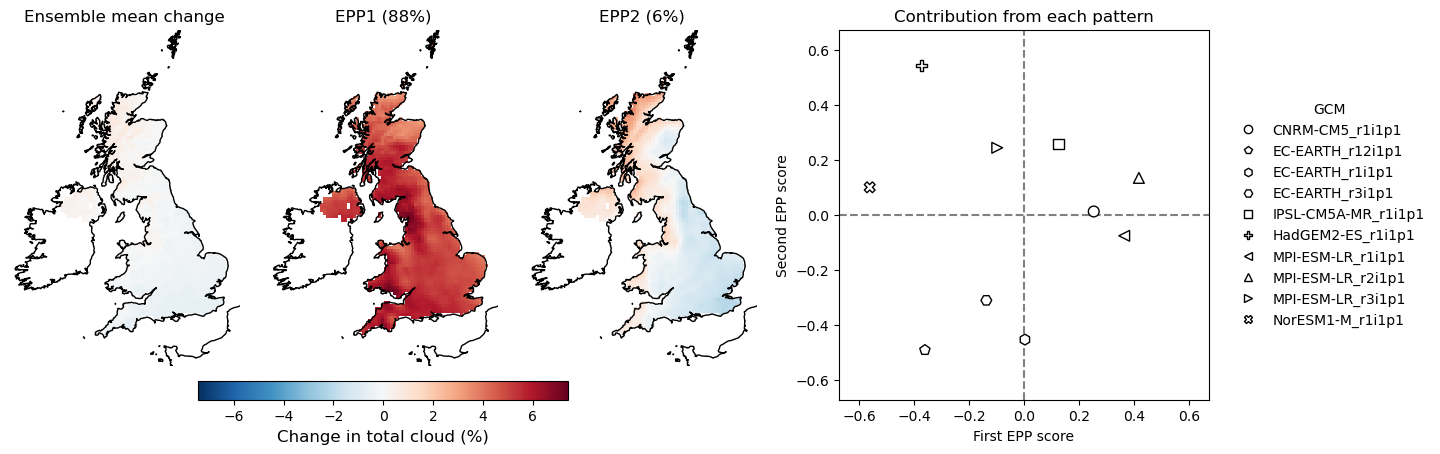 Ensemble mean change
EPP1 (88%)
EPP2 (6%)
−6 −4 −2 0 2 4 6
Change in total cloud (%)
Contribution from each pattern
Second EPP score
0.6
0.4
0.2
0.0
−0.2
−0.4
−0.6
−0.6 −0.4 −0.2 0.0 0.2 0.4 0.6
First EPP score
GCM
CNRM-CM5_r1i1p1
EC-EARTH_r12i1p1
EC-EARTH_r1i1p1
EC-EARTH_r3i1p1
IPSL-CM5A-MR_r1i1p1
HadGEM2-ES_r1i1p1
MPI-ESM-LR_r1i1p1
MPI-ESM-LR_r2i1p1
MPI-ESM-LR_r3i1p1
NorESM1-M_r1i1p1